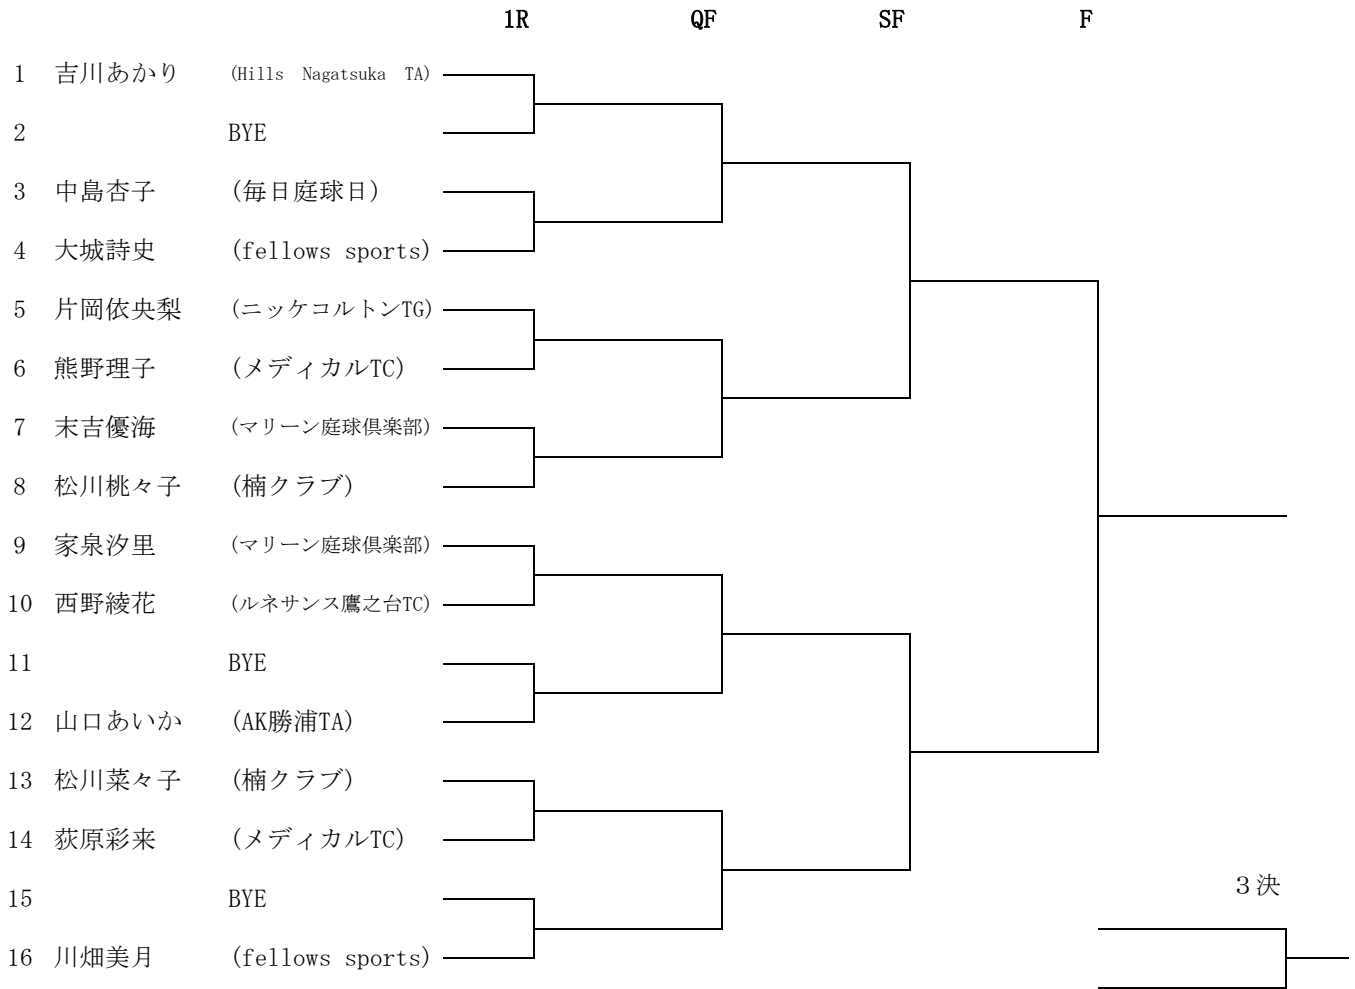 1R QF SF F
1 吉川あかり (Hills Nagatsuka TA)
2 BYE
3 中島杏子 (毎日庭球日)
4 大城詩史 (fellows sports)
5 片岡依央梨 (ニッケコルトンTG)
6 熊野理子 (メディカルTC)
7 末吉優海 (マリーン庭球倶楽部)
8 松川桃々子 (楠クラブ)
9 家泉汐里 (マリーン庭球倶楽部)
10 西野綾花 (ルネサンス鷹之台TC)
11 BYE
12 山口あいか (AK勝浦TA)
13 松川菜々子 (楠クラブ)
14 荻原彩来 (メディカルTC)
15 BYE
３決
16 川畑美月 (fellows sports)